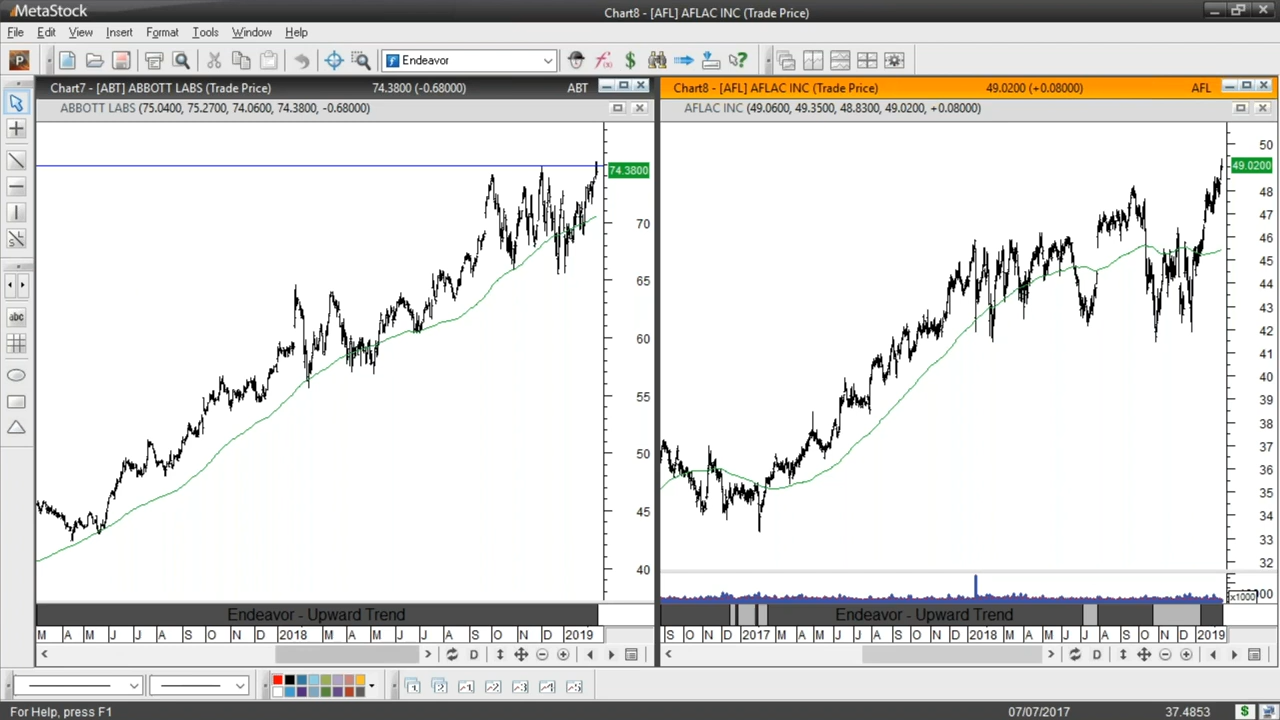 MetaStock
Chart8 - [AFL] AFLAC INC (Trade Price)
File Edit View Insert Format Tools Window Help
P Endeavor
Chart7 - [ABT] ABBOTT LABS (Trade Price) 74.3800 (-0.6800) ABT
ABBOTT LABS (75.0400, 75.2700, 74.0600, 74.3800, -0.6800)
74.3800
70
65
60
55
50
45
40
Endeavor - Upward Trend
M A M J J A S O N D 2018 M A M J J A S O N D 2019
D
Chart8 - [AFL] AFLAC INC (Trade Price) 49.0200 (+0.0800) AFL
AFLAC INC (49.0600, 49.3500, 48.8300, 49.0200, +0.0800)
50
49.0200
48
47
46
45
44
43
42
41
40
39
38
37
36
35
34
33
32
x1000
Endeavor - Upward Trend
S O N D 2017 M A M J J A S O N D 2018 M A M J J A S O N D 2019
D
abc
For Help, press F1
07/07/2017 37.4853